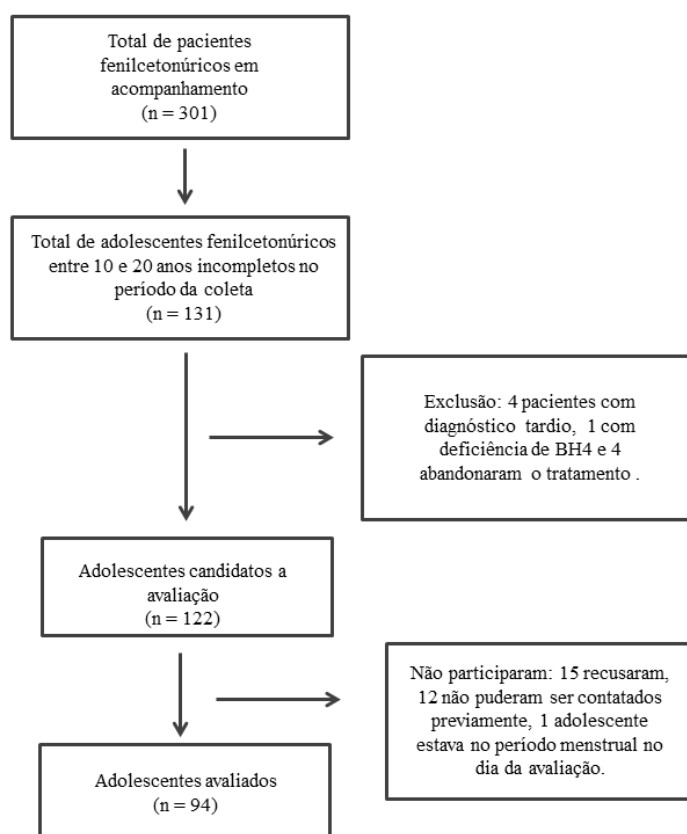 Total de pacientes
fenilcetonúricos em
acompanhamento
(n = 301)
Total de adolescentes fenilcetonúricos
entre 10 e 20 anos incompletos no
período da coleta
(n = 131)
Exclusão: 4 pacientes com
diagnóstico tardio, 1 com
deficiência de BH4 e 4
abandonaram o tratamento .
Adolescentes candidatos a
avaliação
(n = 122)
Não participaram: 15 recusaram,
12 não puderam ser contatados
previamente, 1 adolescente
estava no período menstrual no
dia da avaliação.
Adolescentes avaliados
(n = 94)